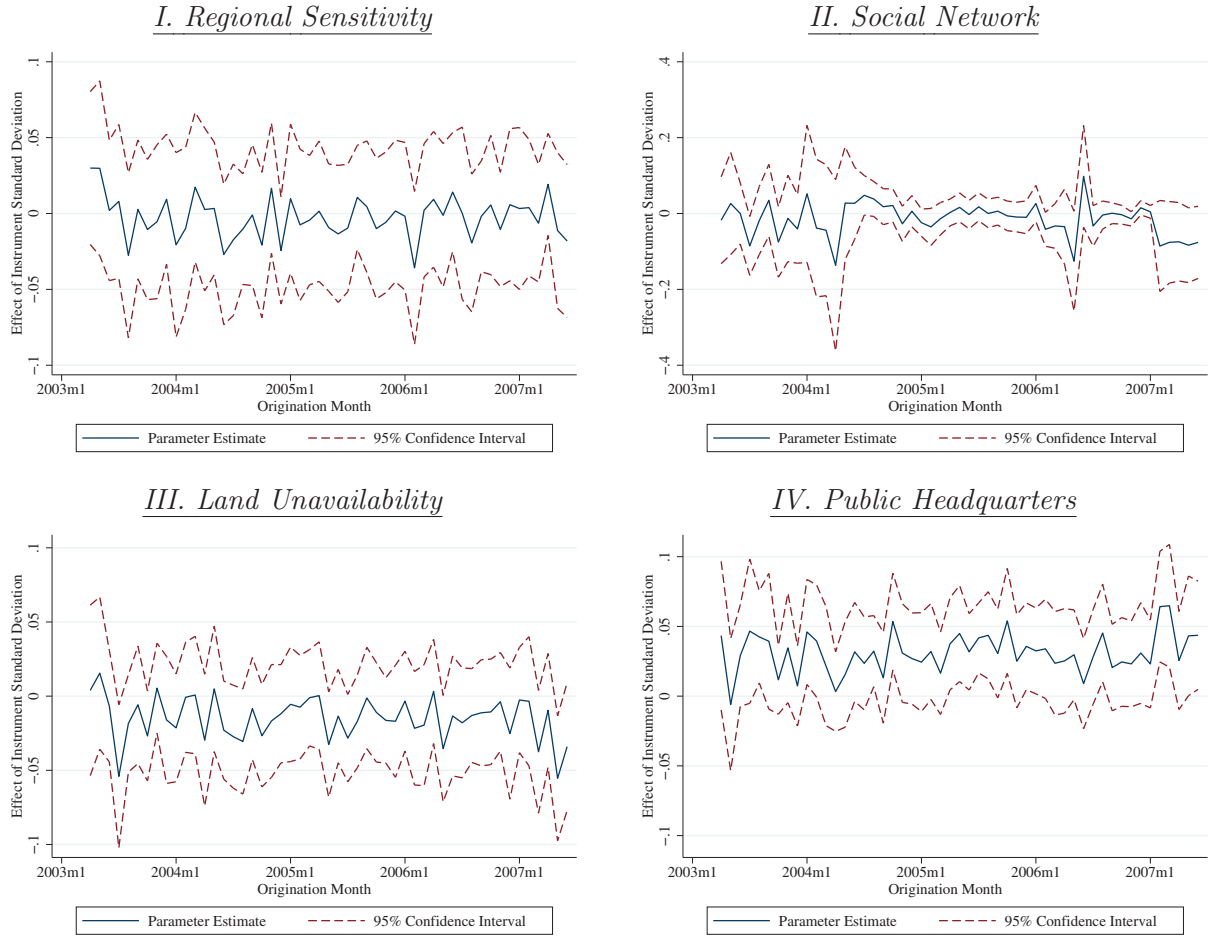 I. Regional Sensitivity
Effect of Instrument Standard Deviation
.1
.05
0
-.05
-.1
2003m1 2004m1 2005m1 2006m1 2007m1
Origination Month
Parameter Estimate 95% Confidence Interval
II. Social Network
Effect of Instrument Standard Deviation
.4
.2
0
-.2
-.4
2003m1 2004m1 2005m1 2006m1 2007m1
Origination Month
Parameter Estimate 95% Confidence Interval
III. Land Unavailability
Effect of Instrument Standard Deviation
.1
.05
0
-.05
-.1
2003m1 2004m1 2005m1 2006m1 2007m1
Origination Month
Parameter Estimate 95% Confidence Interval
IV. Public Headquarters
Effect of Instrument Standard Deviation
.1
.05
0
-.05
-.1
2003m1 2004m1 2005m1 2006m1 2007m1
Origination Month
Parameter Estimate 95% Confidence Interval